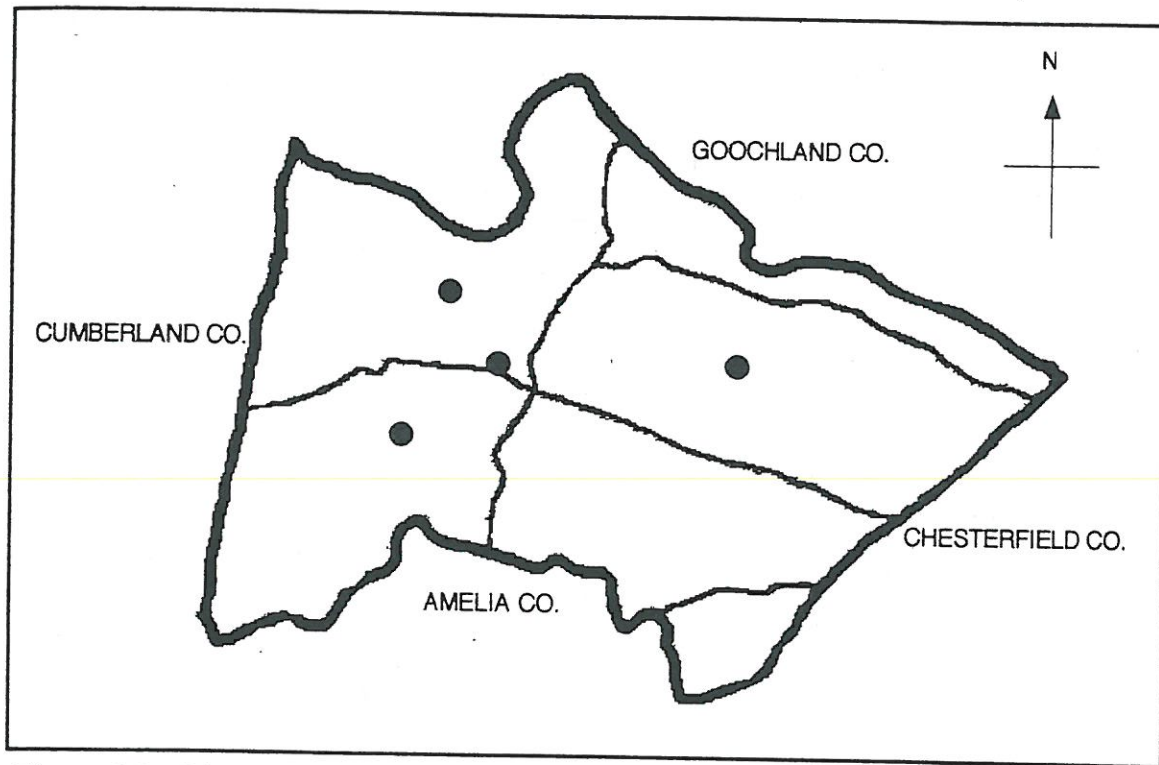 N
GOOCHLAND CO.
CUMBERLAND CO.
CHESTERFIELD CO.
AMELIA CO.